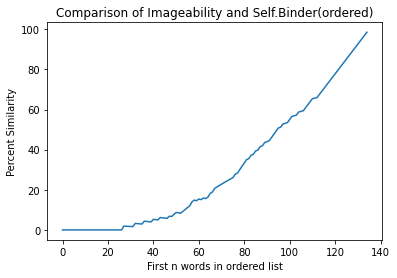 Comparison of Imageability and Self.Binder(ordered)
Percent Similarity
100
80
60
40
20
0
0 20 40 60 80 100 120 140
First n words in ordered list